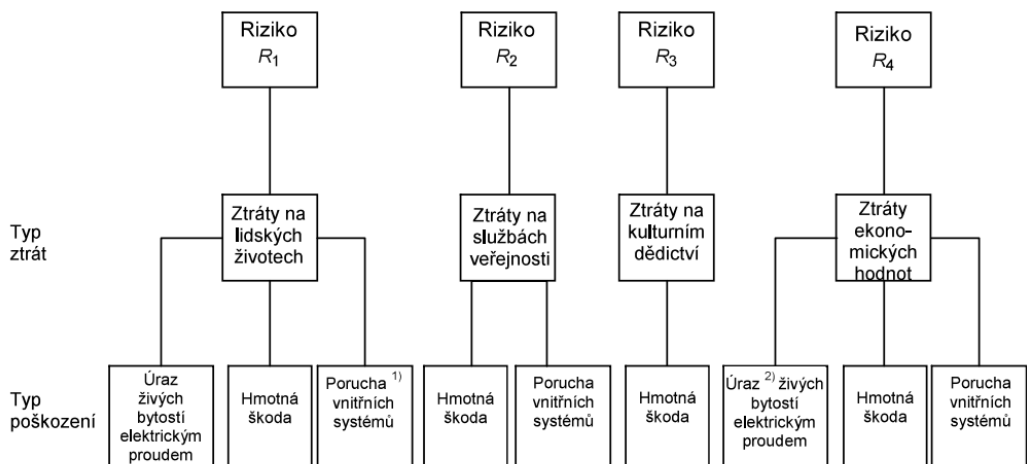 Riziko
R1
Riziko
R2
Riziko
R3
Riziko
R4
Typ
ztrát
Ztráty na
lidských
životech
Ztráty na
službách
veřejnosti
Ztráty na
kulturním
dědictví
Ztráty
ekono-
mických
hodnot
Typ
poškození
Úraz
živých
bytostí
elektrickým
proudem
Hmotná
škoda
Porucha 1)
vnitřních
systémů
Hmotná
škoda
Porucha
vnitřních
systémů
Hmotná
škoda
Úraz 2) živých
bytostí
elektrickým
proudem
Hmotná
škoda
Porucha
vnitřních
systémů